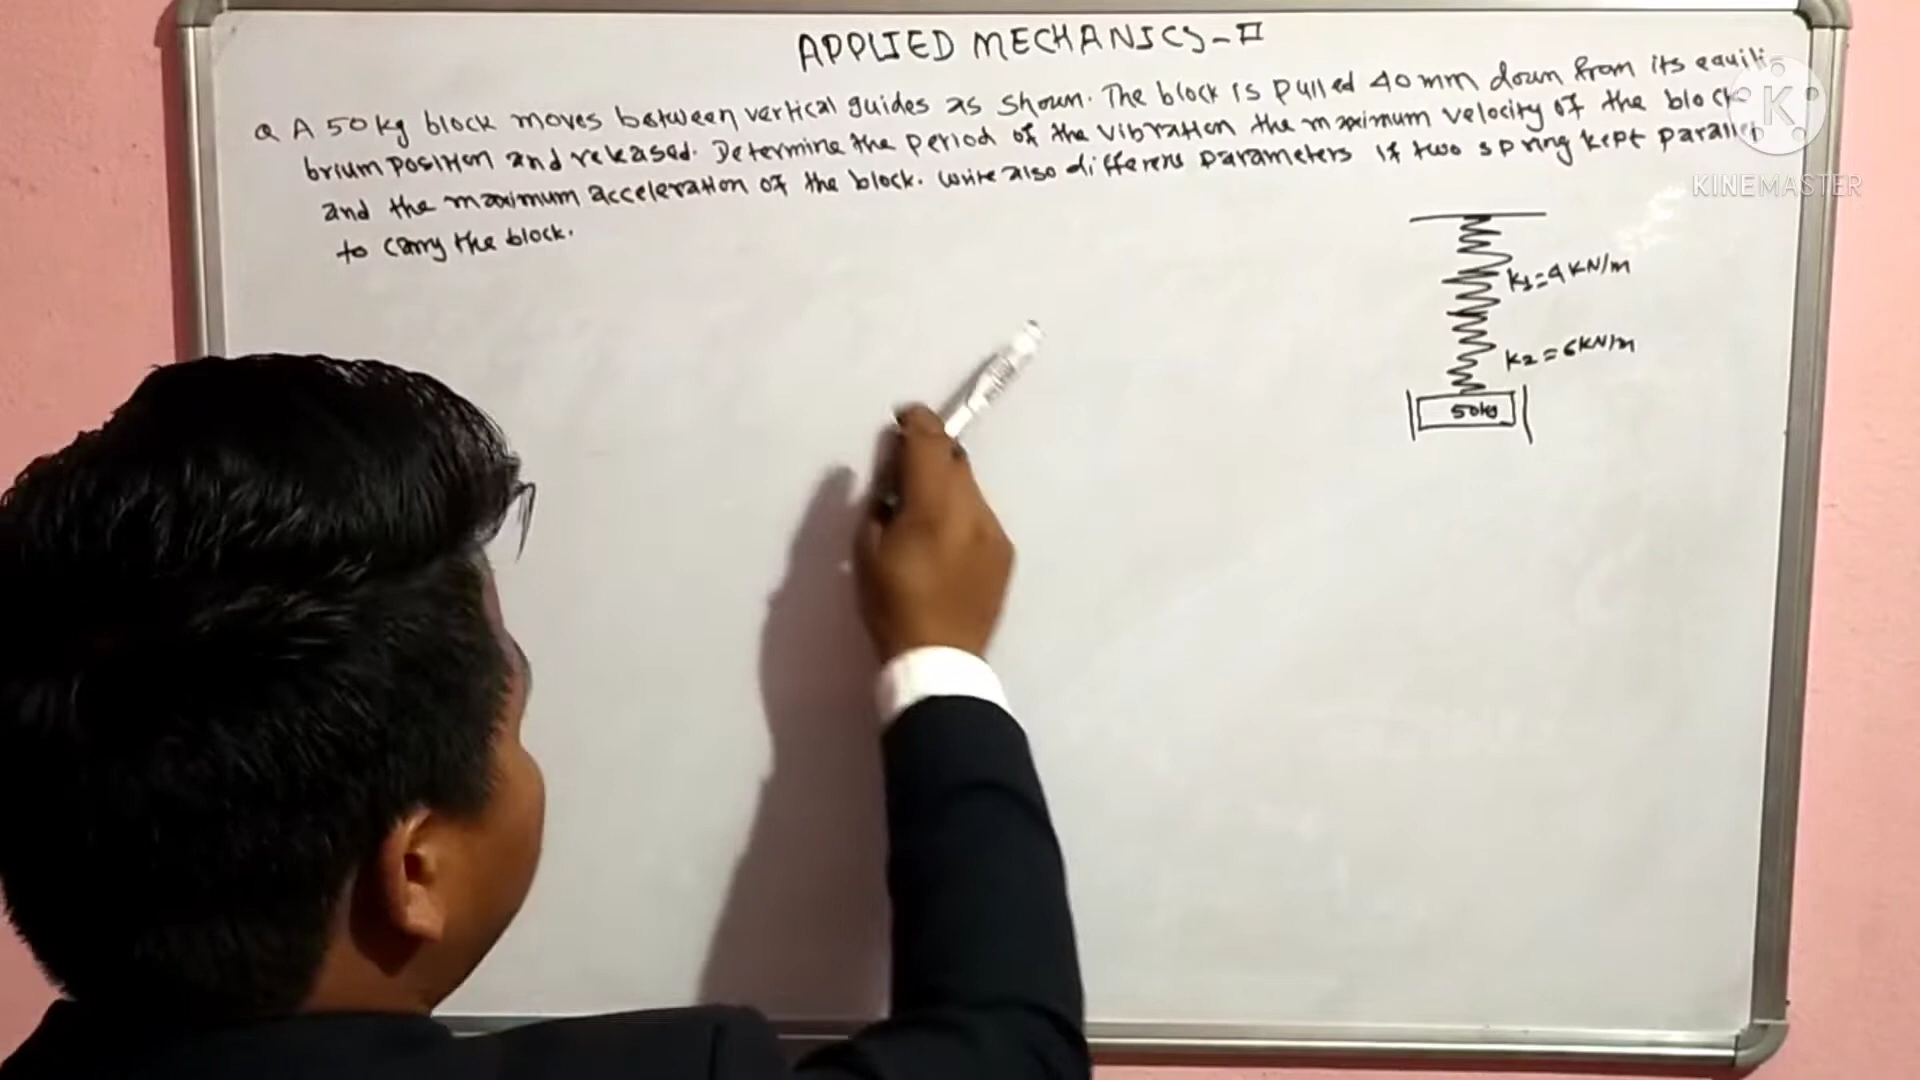 APPLIED MECHANICS-II
Q A 50kg block moves between vertical guides as shown. The block is pulled 40mm down from its equili-
brium position and released. Determine the period of the vibration the maximum velocity of the block
and the maximum acceleration of the block. Write also different parameters if two spring kept parallel
to carry the block.
K
KINEMASTER
k1=4KN/m
k2=6KN/m
50kg